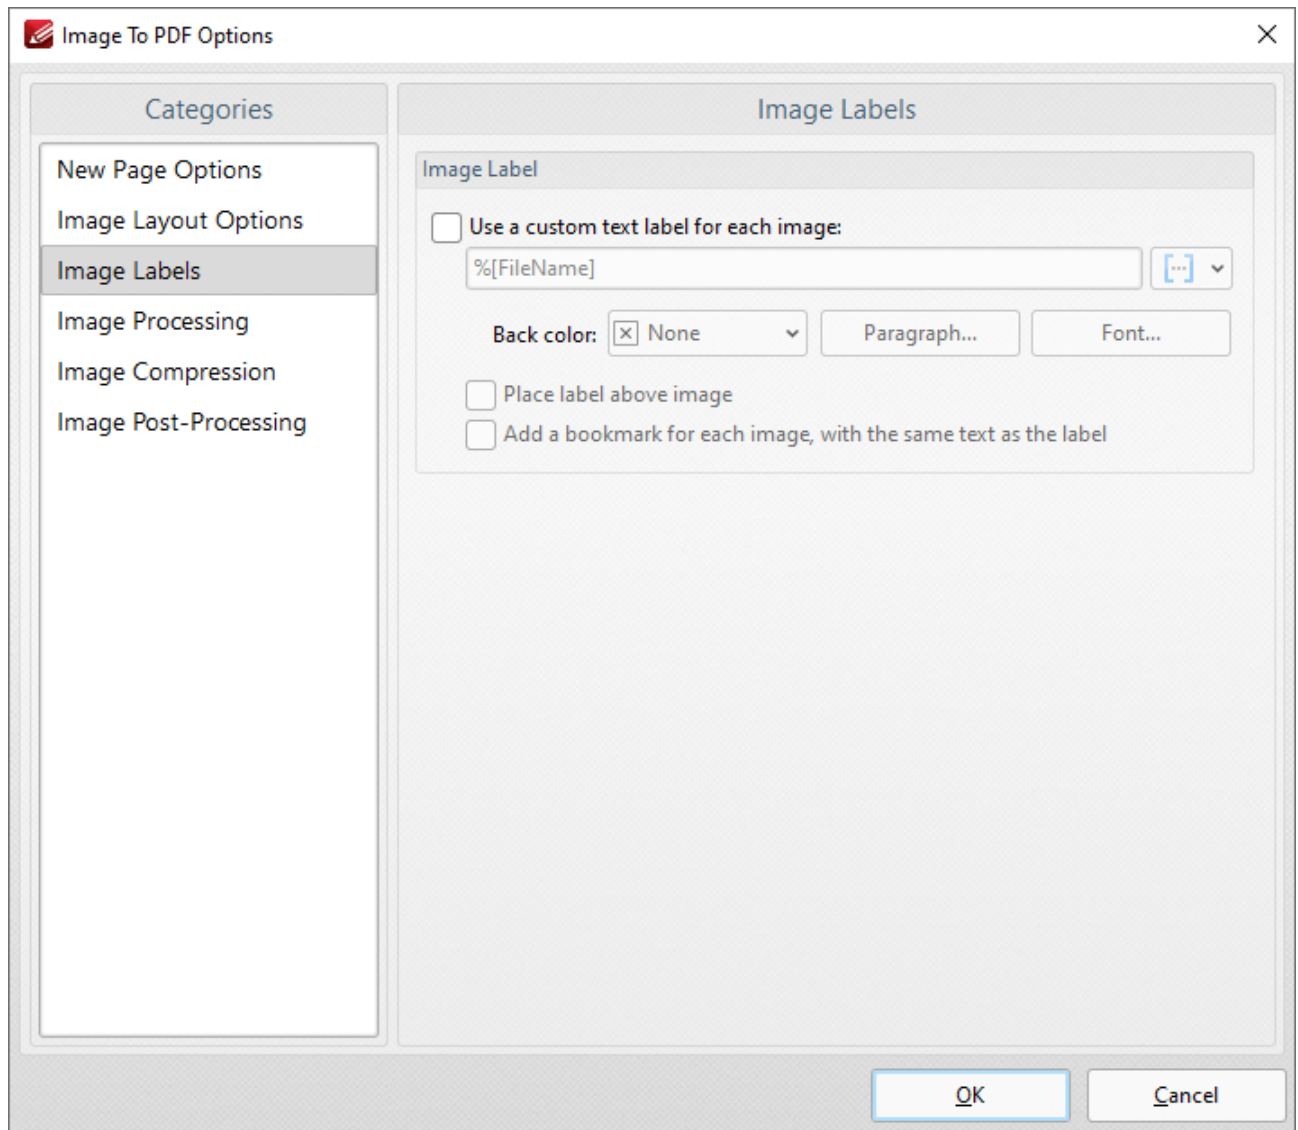 Image To PDF Options
Categories
New Page Options
Image Layout Options
Image Labels
Image Processing
Image Compression
Image Post-Processing
Image Labels
Image Label
Use a custom text label for each image:
%[FileName]
Back color: None Paragraph... Font...
Place label above image
Add a bookmark for each image, with the same text as the label
OK Cancel